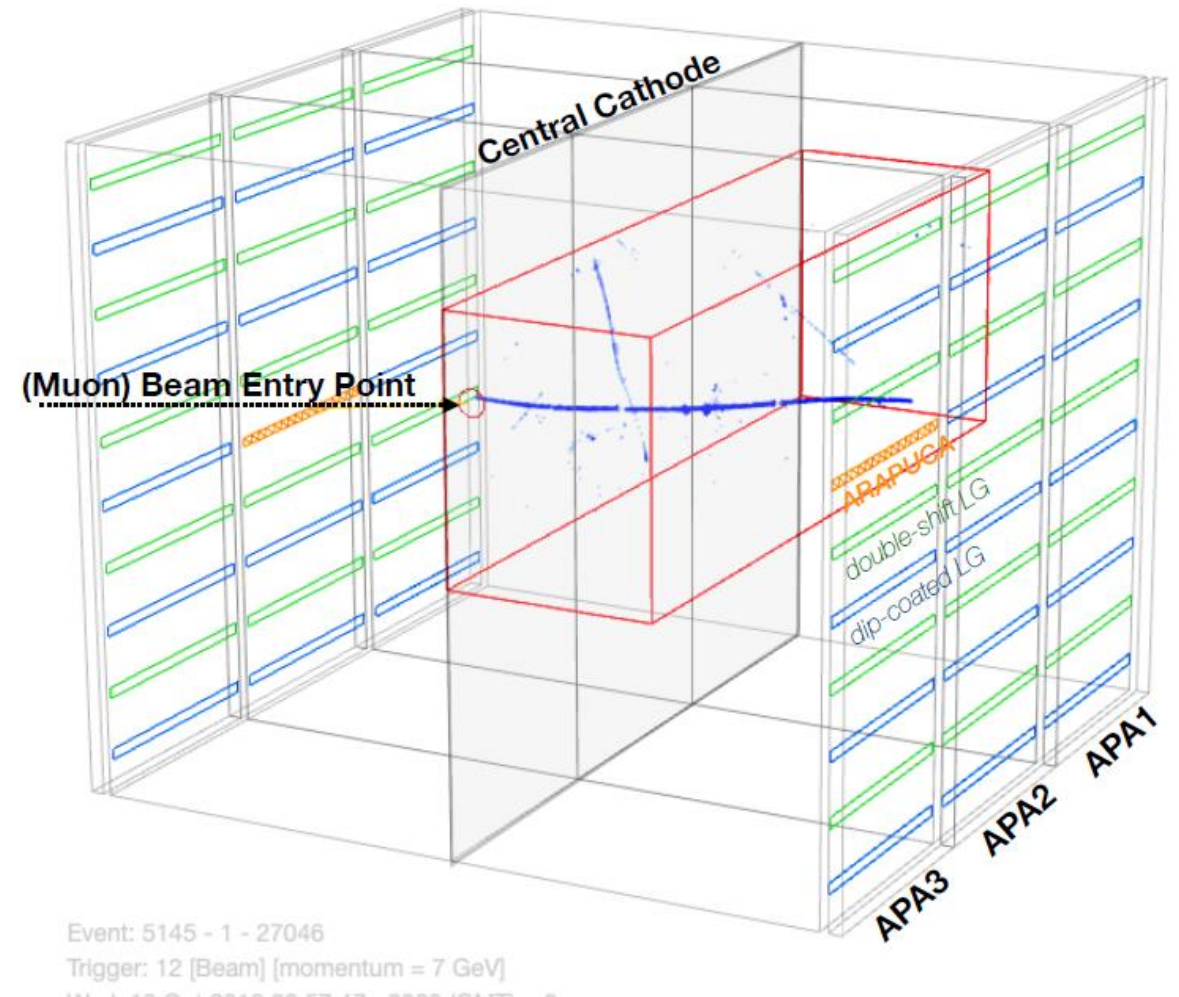 Central Cathode
(Muon) Beam Entry Point
ARAPUCA
double-shift LG
dip-coated LG
APA1
APA2
APA3
Event: 5145 - 1 - 27046
Trigger: 12 [Beam] [momentum = 7 GeV]